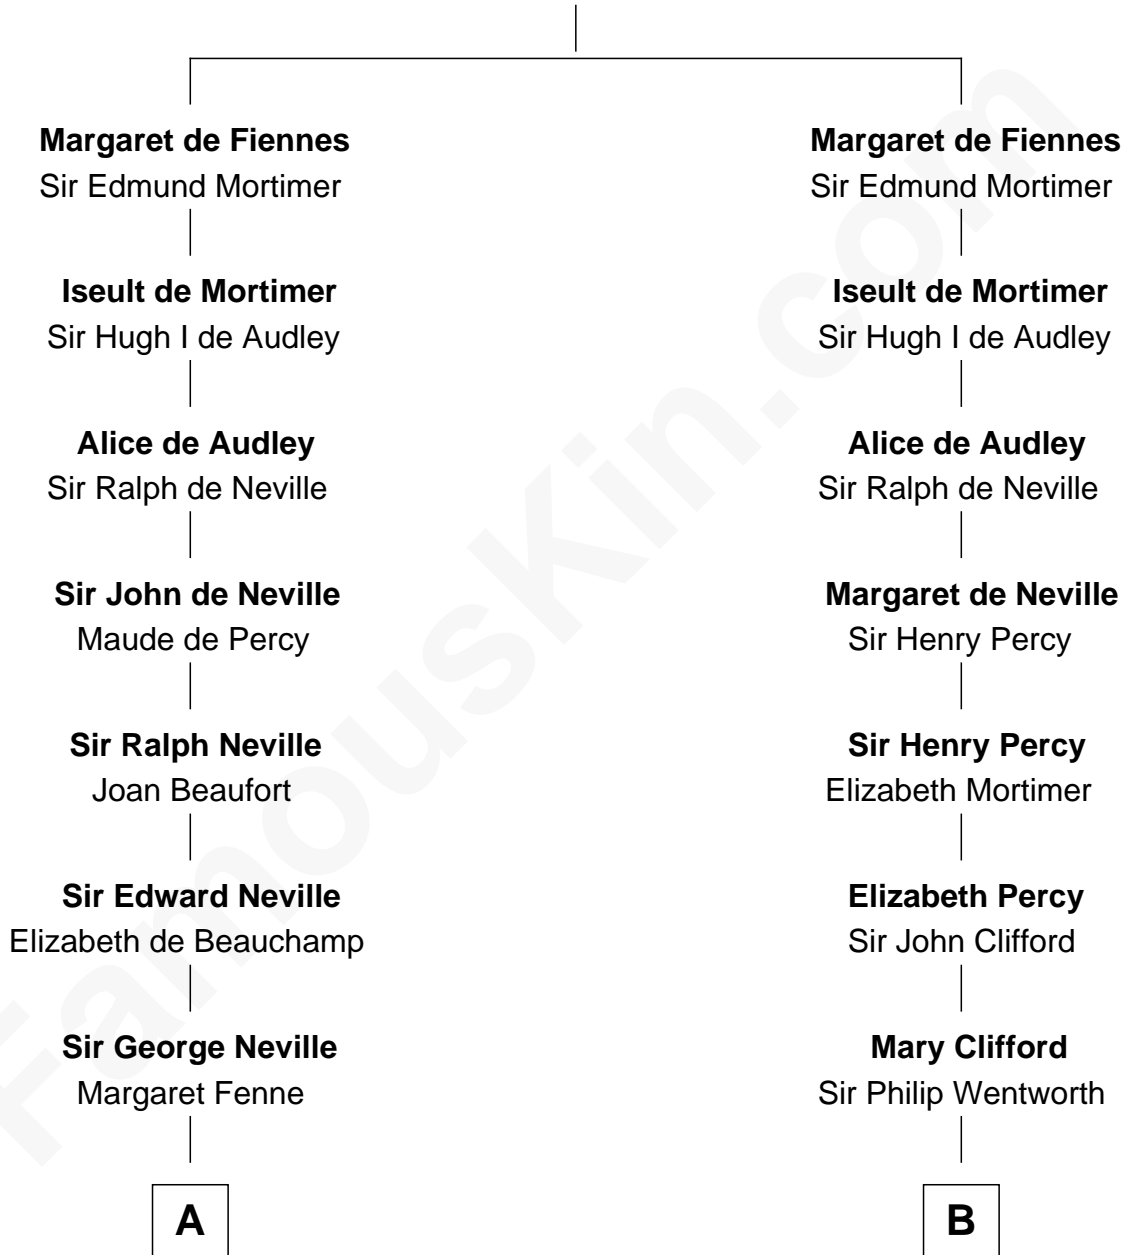 Margaret de Fiennes
Sir Edmund Mortimer
Margaret de Fiennes
Sir Edmund Mortimer
Iseult de Mortimer
Sir Hugh I de Audley
Iseult de Mortimer
Sir Hugh I de Audley
Alice de Audley
Sir Ralph de Neville
Alice de Audley
Sir Ralph de Neville
Sir John de Neville
Maude de Percy
Margaret de Neville
Sir Henry Percy
Sir Ralph Neville
Joan Beaufort
Sir Henry Percy
Elizabeth Mortimer
Sir Edward Neville
Elizabeth de Beauchamp
Elizabeth Percy
Sir John Clifford
Sir George Neville
Margaret Fenne
Mary Clifford
Sir Philip Wentworth
A
B
FamousKin.com